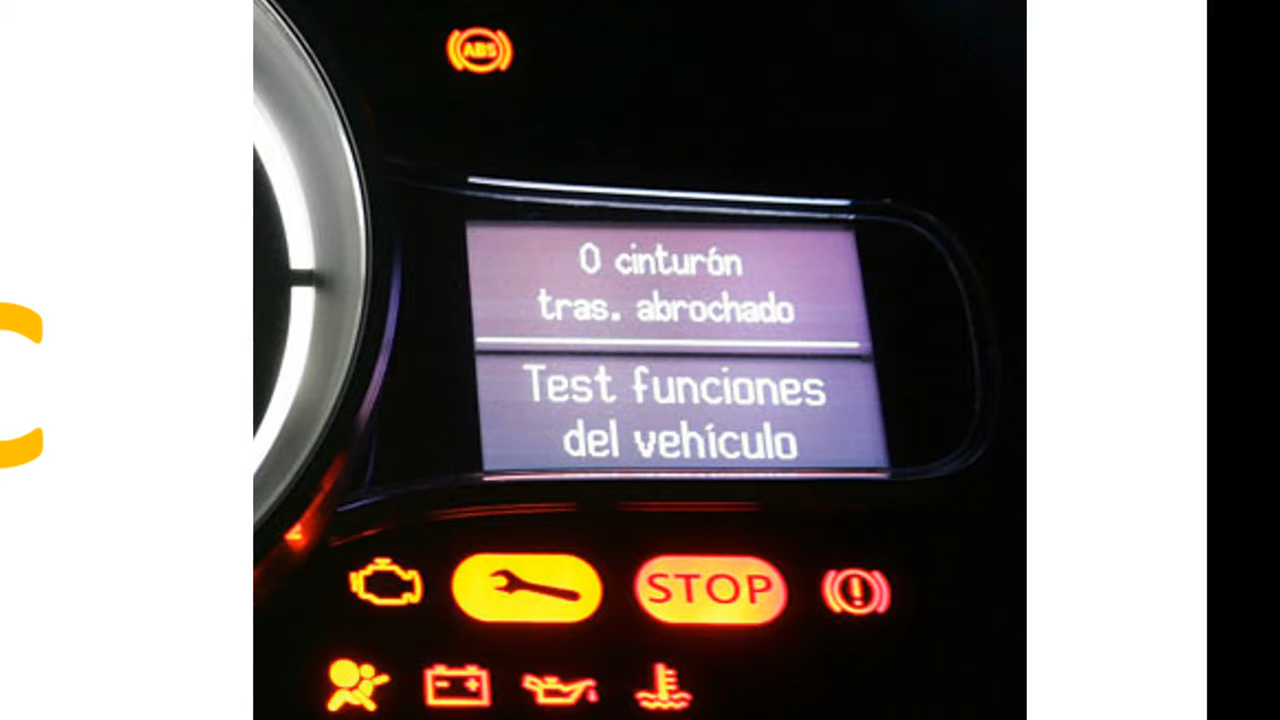 ABS
0 cinturón
tras. abrochado
Test funciones
del vehículo
STOP